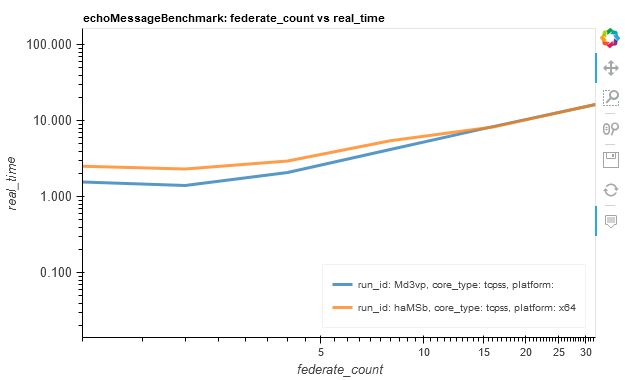 echoMessageBenchmark: federate_count vs real_time
100.000
10.000
1.000
0.100
real_time
run_id: Md3vp, core_type: tcpss, platform:
run_id: haMSb, core_type: tcpss, platform: x64
5 10 15 20 25 30
federate_count